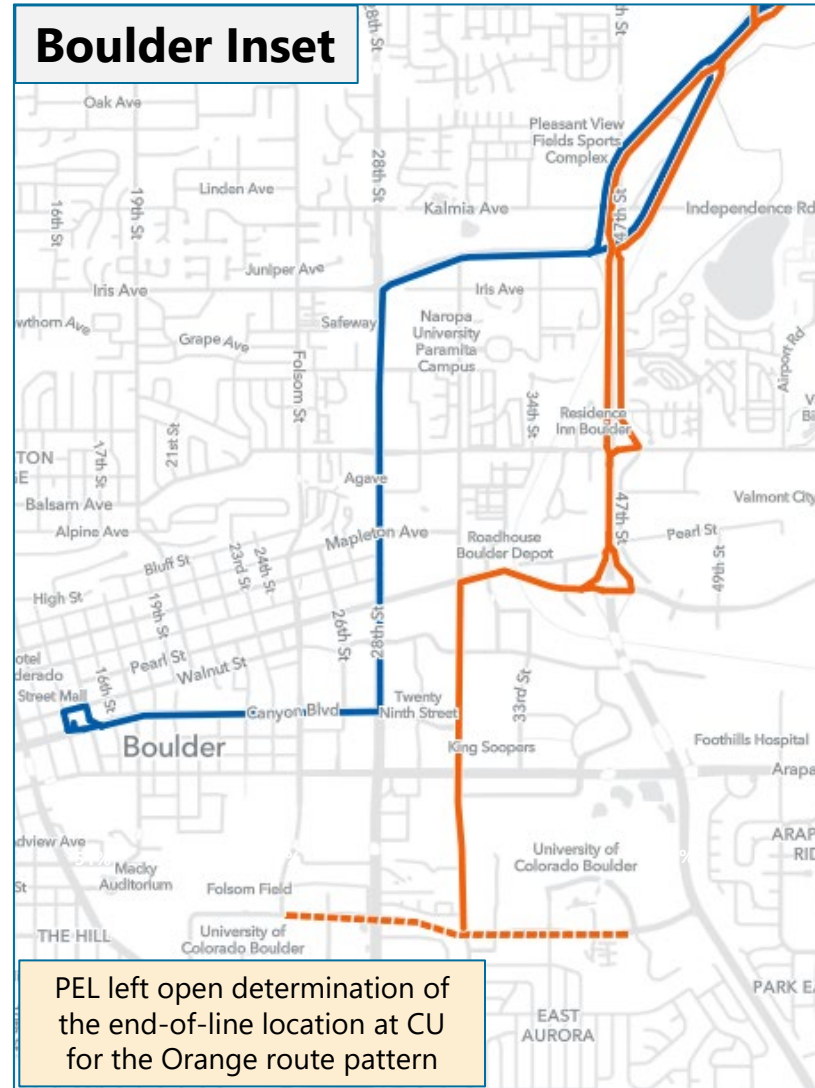 Boulder Inset
28th St
Oak Ave
Pleasant View
Fields Sports
Complex
28th St
19th St
16th St
Linden Ave
Kalmia Ave
47th St
Independence Rd
Juniper Ave
Iris Ave
Iris Ave
Safeway
Grape Ave
Naropa
University
Paramita
Campus
Folsom St
Airport Rd
34th St
Residence
Inn Boulder
17th St
21st St
Agave
47th St
Valmont City
Balsam Ave
Alpine Ave
Mapleton Ave
Roadhouse
Boulder Depot
Pearl St
49th St
Bluff St
23rd St
24th St
High St
19th St
26th St
28th St
Pearl St
Walnut St
33rd St
Street Mall
16th St
Canyon Blvd
Twenty
Ninth Street
Boulder
King Soopers
Foothills Hospital
Macky
Auditorium
University of
Colorado Boulder
Folsom Field
THE HILL
University of
Colorado Boulder
EAST
AURORA
PEL left open determination of
the end-of-line location at CU
for the Orange route pattern